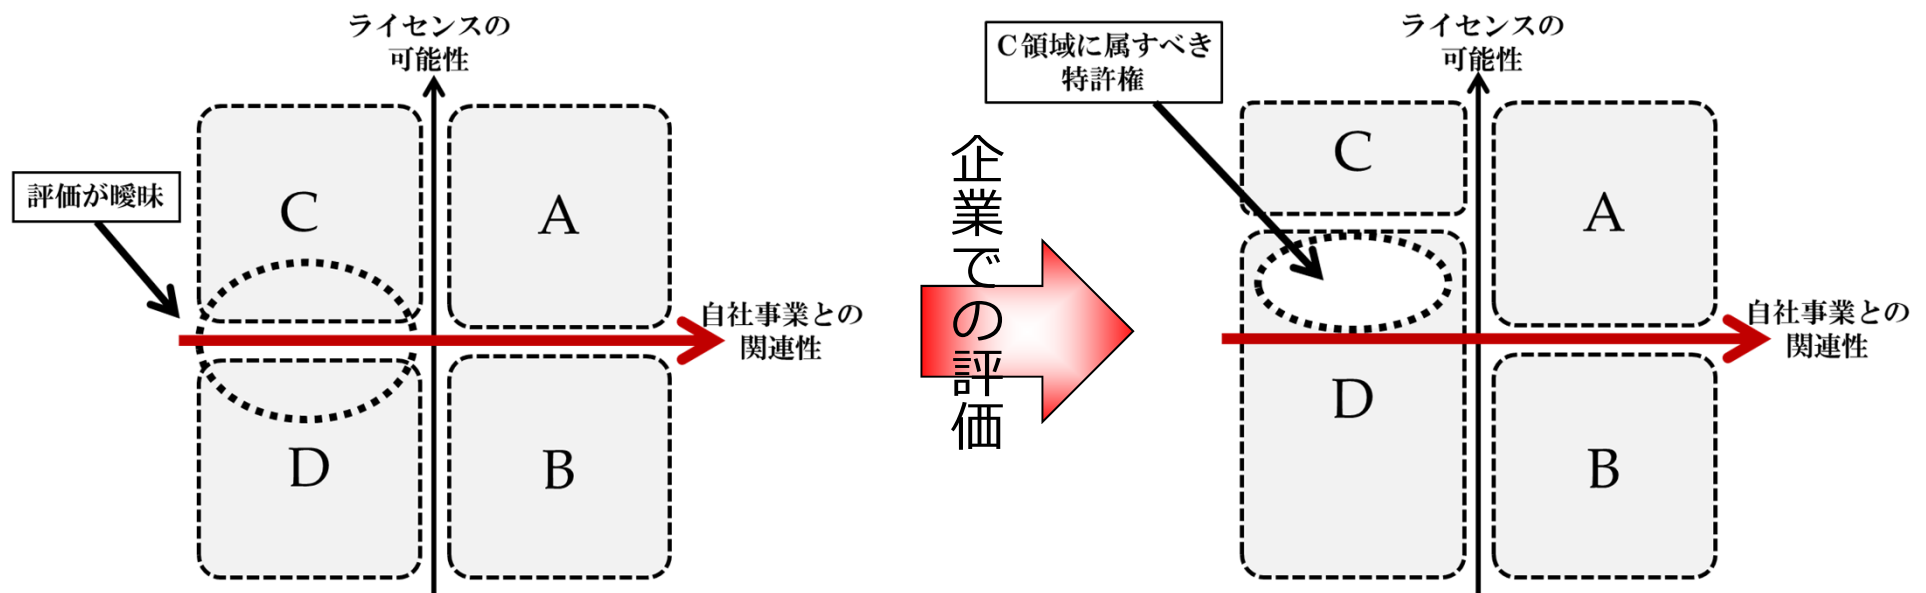 ライセンスの
可能性
評価が曖昧
C
A
自社事業との
関連性
D
B
企業での評価
C領域に属すべき
特許権
ライセンスの
可能性
C
A
自社事業との
関連性
D
B